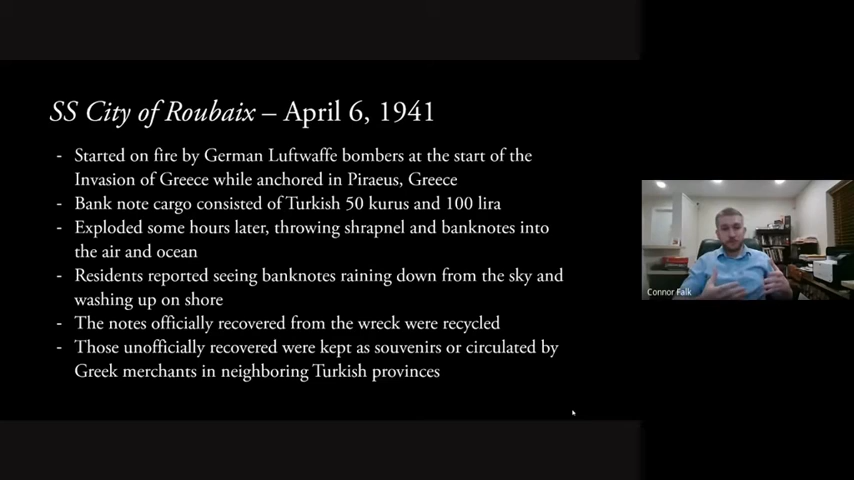 SS City of Roubaix – April 6, 1941
- Started on fire by German Luftwaffe bombers at the start of the
Invasion of Greece while anchored in Piraeus, Greece
- Bank note cargo consisted of Turkish 50 kurus and 100 lira
- Exploded some hours later, throwing shrapnel and banknotes into
the air and ocean
- Residents reported seeing banknotes raining down from the sky and
washing up on shore
- The notes officially recovered from the wreck were recycled
- Those unofficially recovered were kept as souvenirs or circulated by
Greek merchants in neighboring Turkish provinces
Connor Falk